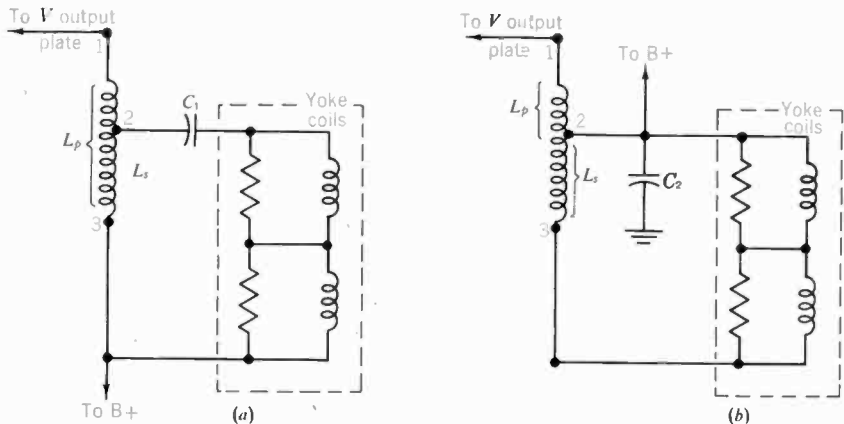 To V output
plate
1
Lp
2
C1
Ls
3
Yoke
coils
To B+
(a)
To V output
plate
1
To B+
Lp
2
Ls
C2
3
Yoke
coils
(b)